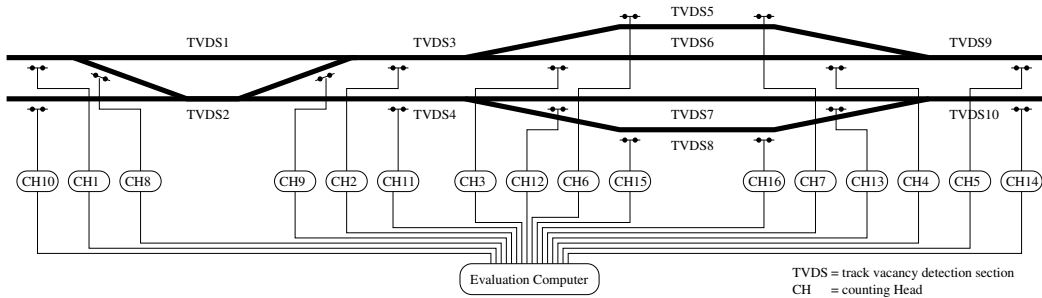 TVDS5
TVDS1
TVDS3
TVDS6
TVDS9
TVDS2
TVDS4
TVDS7
TVDS10
TVDS8
CH10
CH1
CH8
CH9
CH2
CH11
CH3
CH12
CH6
CH15
CH16
CH7
CH13
CH4
CH5
CH14
Evaluation Computer
TVDS = track vacancy detection section
CH = counting Head